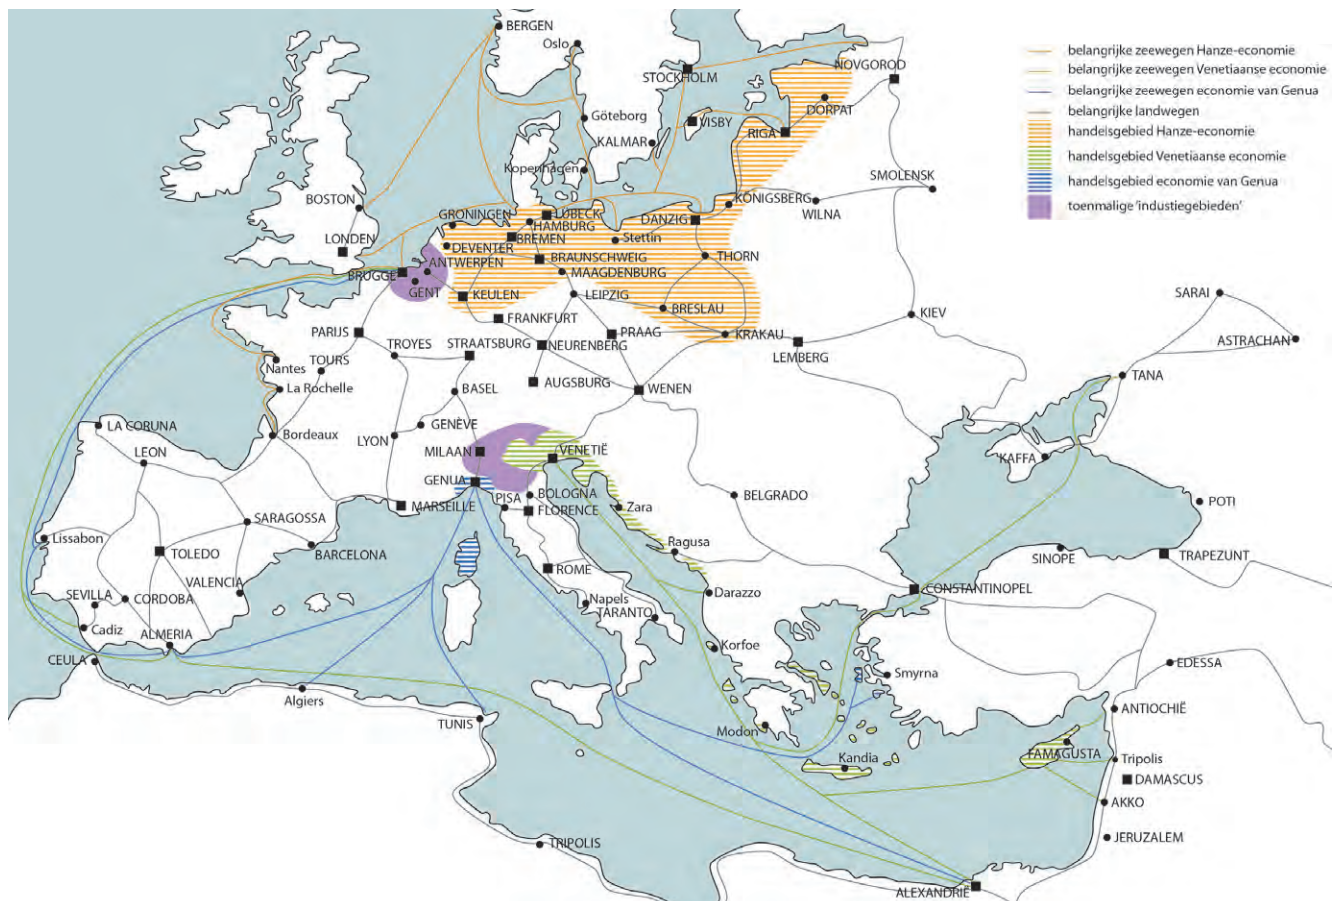 BERGEN
Oslo
STOCKHOLM
NOVGOROD
belangrijke zeewegen Hanze-economie
belangrijke zeewegen Venetiaanse economie
belangrijke zeewegen economie van Genua
belangrijke landwegen
handelsgebied Hanze-economie
handelsgebied Venetiaanse economie
handelsgebied economie van Genua
toenmalige 'industiegebieden'
DORPAT
Göteborg
VISBY
RIGA
KALMAR
Kopenhagen
SMOLENSK
BOSTON
KÖNIGSBERG
WILNA
GRONINGEN
LÜBECK
HAMBURG
DANZIG
LONDEN
BREMEN
Stettin
DEVENTER
ANTWERPEN
BRAUNSCHWEIG
THORN
BRUGGE
MAAGDENBURG
GENT
KEULEN
LEIPZIG
BRESLAU
SARAI
KIEV
FRANKFURT
PARIJS
PRAAG
KRAKAU
ASTRACHAN
TROYES
STRAATSBURG
NEURENBERG
LEMBERG
TOURS
Nantes
TANA
La Rochelle
BASEL
AUGSBURG
WENEN
LA CORUNA
GENÈVE
Bordeaux
LYON
LEON
MILAAN
VENETIË
KAFFA
GENUA
PISA
BOLOGNA
BELGRADO
POTI
MARSEILLE
FLORENCE
Zara
SARAGOSSA
Lissabon
TOLEDO
BARCELONA
Ragusa
SINOPE
TRAPEZUNT
ROME
VALENCIA
CONSTANTINOPEL
SEVILLA
CORDOBA
Napels
Darazzo
TARANTO
Cadiz
ALMERIA
Korfoe
CEULA
EDESSA
Smyrna
Algiers
ANTIOCHIË
TUNIS
Modon
Kandia
FAMAGUSTA
Tripolis
DAMASCUS
AKKO
TRIPOLIS
JERUZALEM
ALEXANDRIË